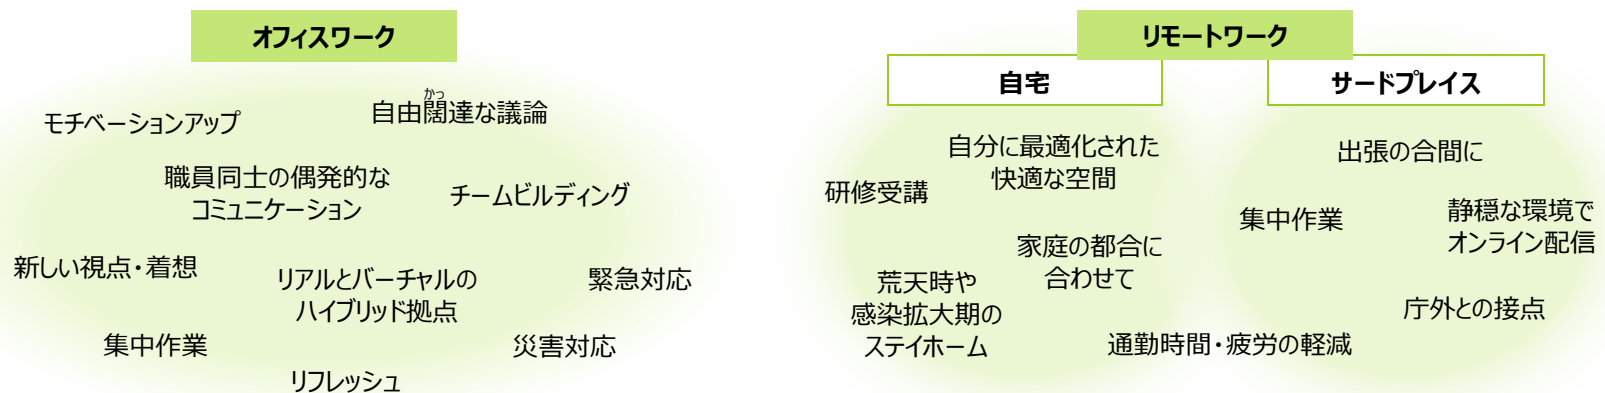 オフィスワーク
モチベーションアップ
かっ
自由闊達な議論
職員同士の偶発的な
コミュニケーション
チームビルディング
新しい視点・着想
リアルとバーチャルの
ハイブリッド拠点
緊急対応
集中作業
災害対応
リフレッシュ
リモートワーク
自宅
サードプレイス
自分に最適化された
快適な空間
研修受講
家庭の都合に
合わせて
荒天時や
感染拡大期の
ステイホーム
通勤時間・疲労の軽減
出張の合間に
集中作業
静穏な環境で
オンライン配信
庁外との接点